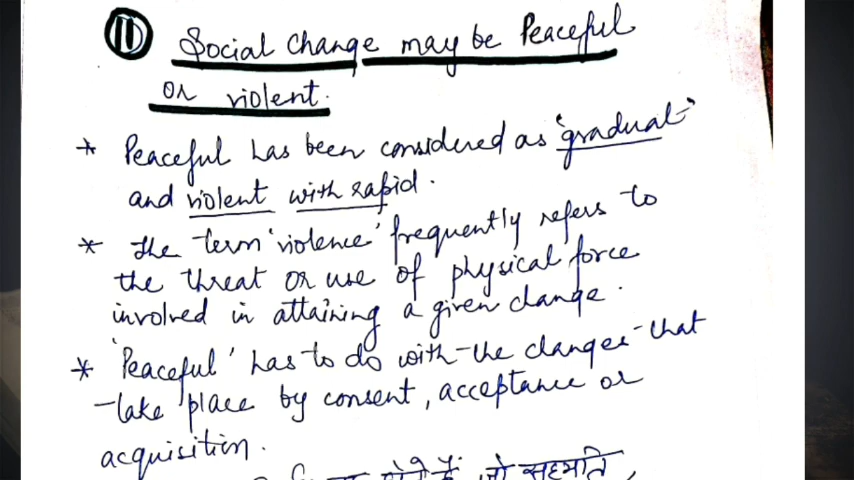 11 Social Change may be Peaceful
or violent.
* Peaceful has been considered as "gradual"
and violent with rapid.
* The term 'violence' frequently refers to
the threat or use of physical force
involved in attaining a given change.
* 'Peaceful' has to do with the changes that
take place by consent, acceptance or
acquisition.
होते हैं जो सहमति,